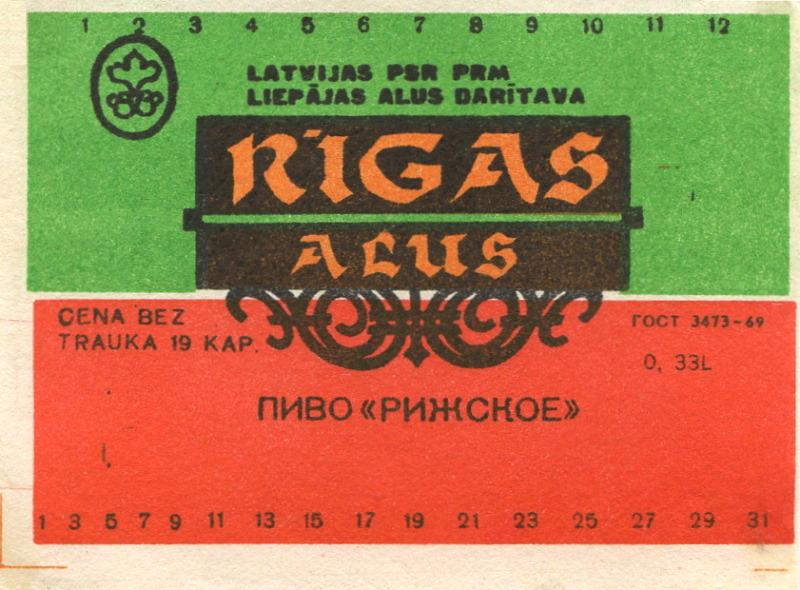 1 2 3 4 5 6 7 8 9 10 11 12
LATVIJAS PSR PRM
LIEPĀJAS ALUS DARĪTAVA
RĪGAS
ALUS
CENA BEZ
TRAUKA 19 KAP.
ГОСТ 3473-69
0,33L
ПИВО «РИЖСКОЕ»
1 3 5 7 9 11 13 15 17 19 21 23 25 27 29 31